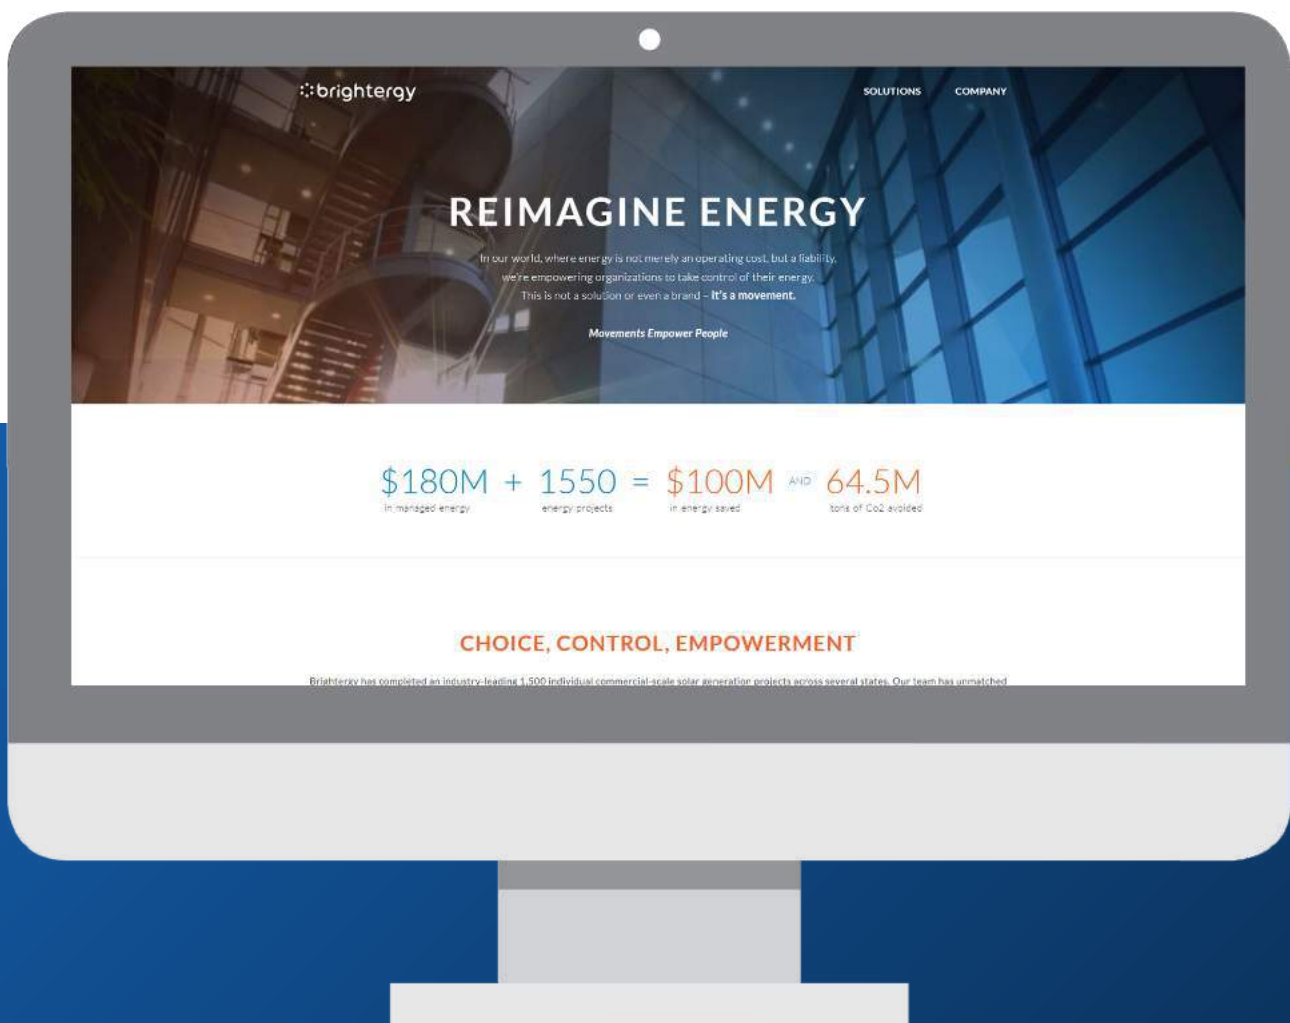 brightergy
SOLUTIONS COMPANY
REIMAGINE ENERGY
In our world, where energy is not merely an operating cost, but a liability,
we're empowering organizations to take control of their energy.
This is not a solution or even a brand – it's a movement.
Movements Empower People
$180M + 1550 = $100M AND 64.5M
in managed energy energy projects in energy saved tons of Co2 avoided
CHOICE, CONTROL, EMPOWERMENT
Brightergy has completed an industry-leading 1,500 individual commercial-scale solar generation projects across several states. Our team has unmatched